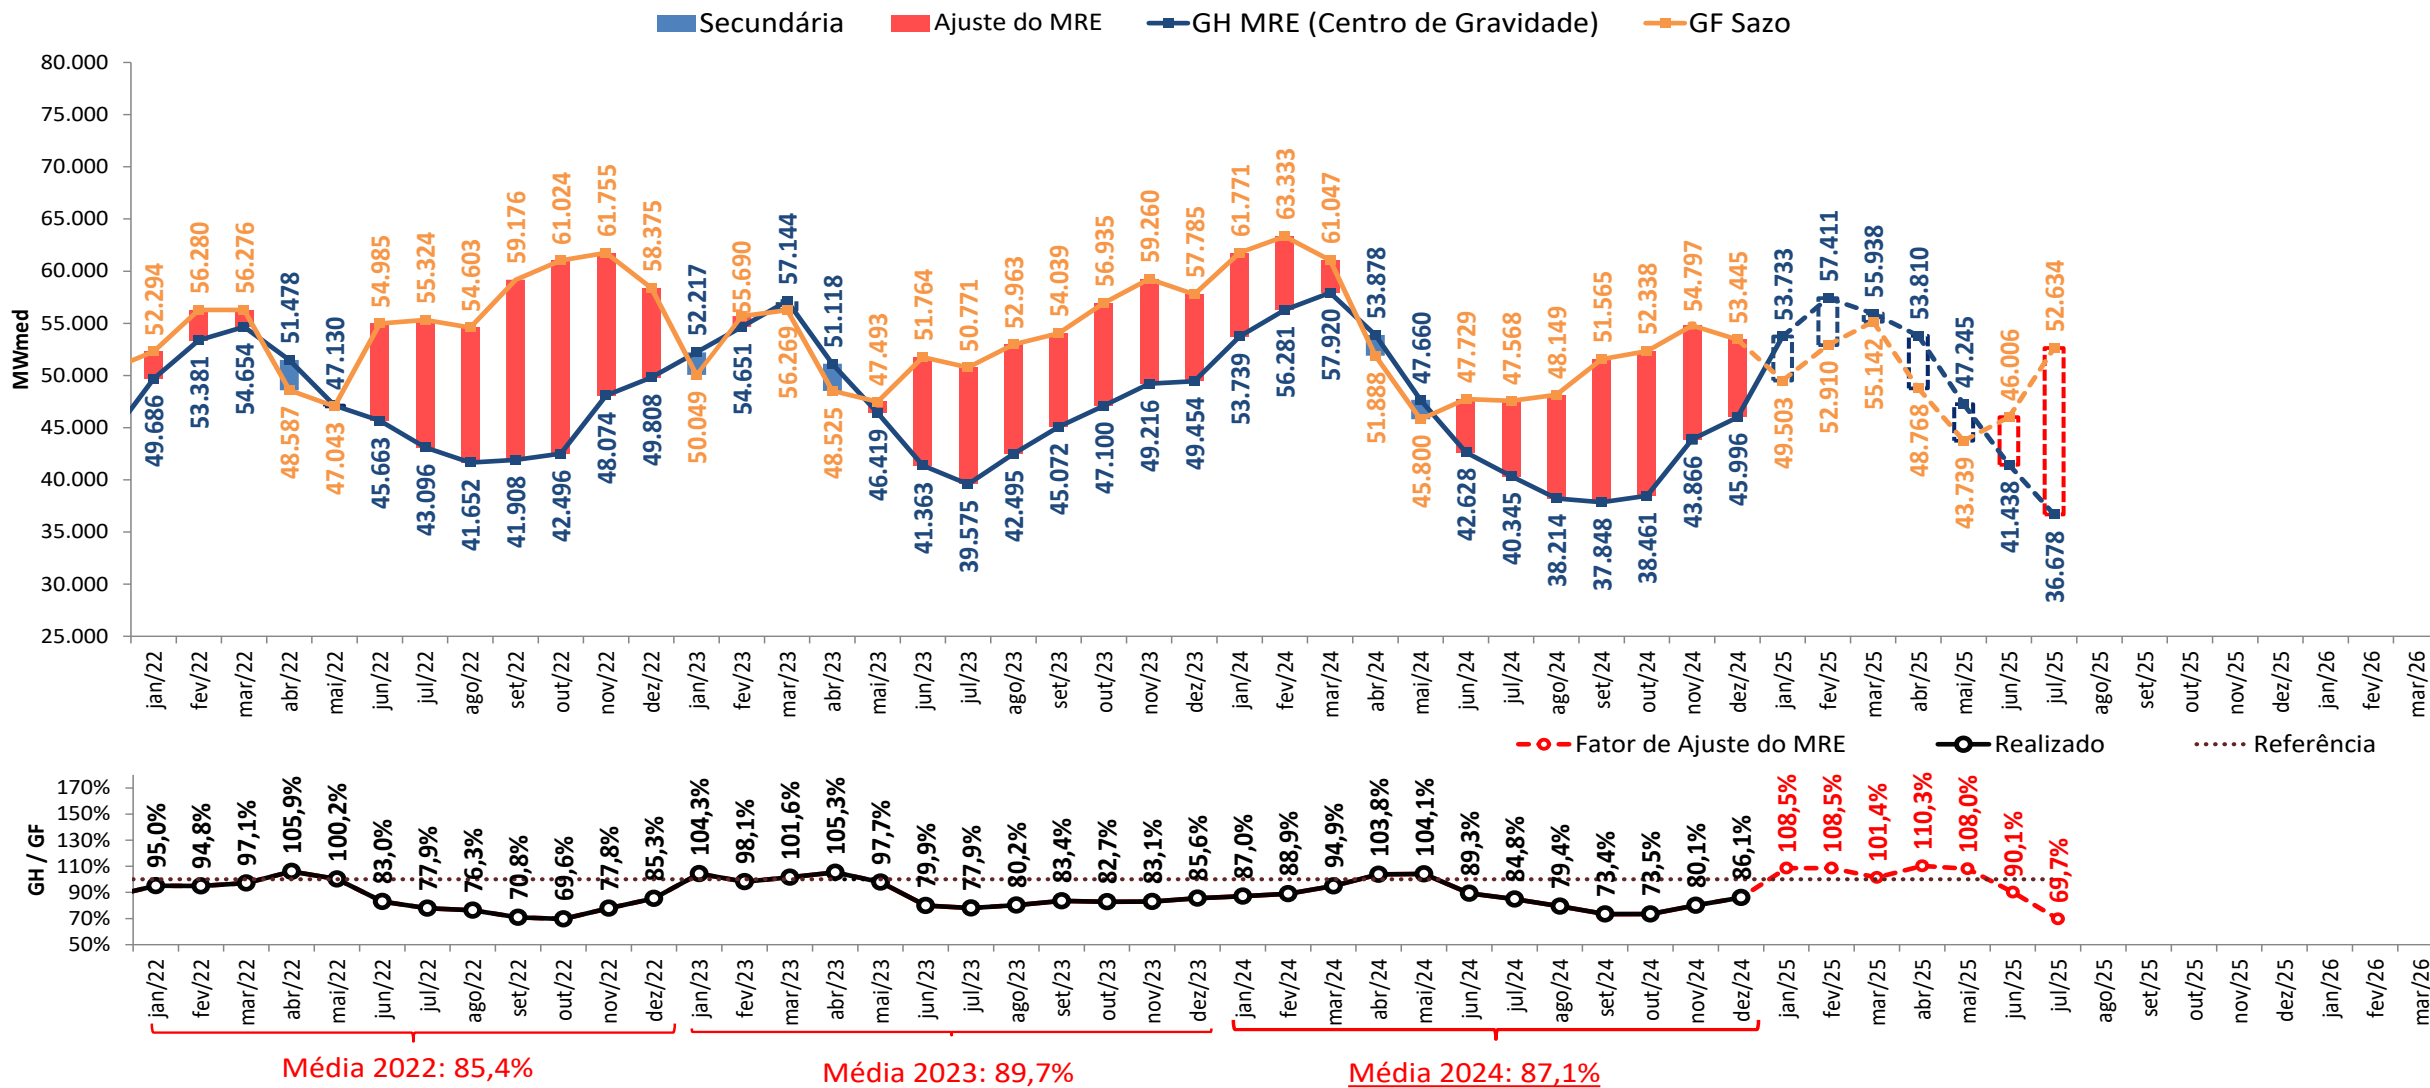 Secundária Ajuste do MRE GH MRE (Centro de Gravidade) GF Sazo
MWmed
80.000
75.000
70.000
65.000
60.000
55.000
50.000
45.000
40.000
35.000
30.000
25.000
52.294 56.280 56.276 51.478 47.130 54.985 55.324 54.603 59.176 61.024 61.755 58.375 52.217 55.690 57.144 51.118 47.493 51.764 50.771 52.963 54.039 56.935 59.260 57.785 61.771 63.333 61.047 53.878 47.660 47.729 47.568 48.149 51.565 52.338 54.797 53.445 53.733 57.411 55.938 53.810 47.245 46.006 52.634
49.686 53.381 54.654 48.587 47.043 45.663 43.096 41.652 41.908 42.496 48.074 49.808 50.049 54.651 56.269 48.525 46.419 41.363 39.575 42.495 45.072 47.100 49.216 49.454 53.739 56.281 57.920 51.888 45.800 42.628 40.345 38.214 37.848 38.461 43.866 45.996 49.503 52.910 55.142 48.768 43.739 41.438 36.678
jan/22 fev/22 mar/22 abr/22 mai/22 jun/22 jul/22 ago/22 set/22 out/22 nov/22 dez/22 jan/23 fev/23 mar/23 abr/23 mai/23 jun/23 jul/23 ago/23 set/23 out/23 nov/23 dez/23 jan/24 fev/24 mar/24 abr/24 mai/24 jun/24 jul/24 ago/24 set/24 out/24 nov/24 dez/24 jan/25 fev/25 mar/25 abr/25 mai/25 jun/25 jul/25 ago/25 set/25 out/25 nov/25 dez/25 jan/26 fev/26 mar/26
Fator de Ajuste do MRE Realizado Referência
GH / GF
170%
150%
130%
110%
90%
70%
50%
95,0% 94,8% 97,1% 105,9% 100,2% 83,0% 77,9% 76,3% 70,8% 69,6% 77,8% 85,3% 104,3% 98,1% 101,6% 105,3% 97,7% 79,9% 77,9% 80,2% 83,4% 82,7% 83,1% 85,6% 87,0% 88,9% 94,9% 103,8% 104,1% 89,3% 84,8% 79,4% 73,4% 73,5% 80,1% 86,1% 108,5% 108,5% 101,4% 110,3% 108,0% 90,1% 69,7%
jan/22 fev/22 mar/22 abr/22 mai/22 jun/22 jul/22 ago/22 set/22 out/22 nov/22 dez/22 jan/23 fev/23 mar/23 abr/23 mai/23 jun/23 jul/23 ago/23 set/23 out/23 nov/23 dez/23 jan/24 fev/24 mar/24 abr/24 mai/24 jun/24 jul/24 ago/24 set/24 out/24 nov/24 dez/24 jan/25 fev/25 mar/25 abr/25 mai/25 jun/25 jul/25 ago/25 set/25 out/25 nov/25 dez/25 jan/26 fev/26 mar/26
Média 2022: 85,4% Média 2023: 89,7% Média 2024: 87,1%